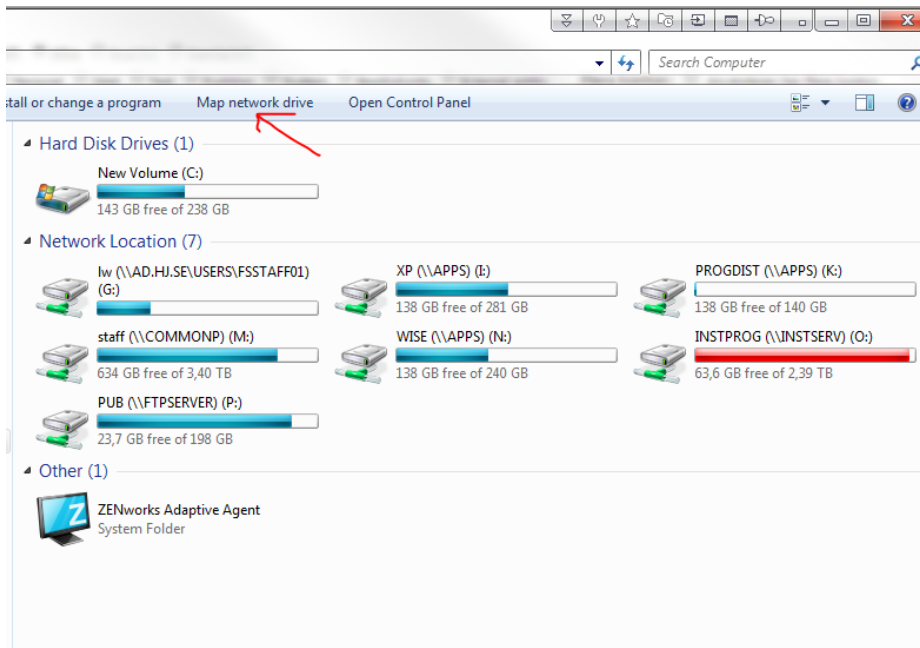 Search Computer
stall or change a program Map network drive Open Control Panel
Hard Disk Drives (1)
New Volume (C:)
143 GB free of 238 GB
Network Location (7)
lw (\\AD.HJ.SE\USERS\FSSTAFF01)
(G:)
XP (\\APPS) (I:)
138 GB free of 281 GB
PROGDIST (\\APPS) (K:)
138 GB free of 140 GB
staff (\\COMMONP) (M:)
634 GB free of 3,40 TB
WISE (\\APPS) (N:)
138 GB free of 240 GB
INSTPROG (\\INSTSERV) (O:)
63,6 GB free of 2,39 TB
PUB (\\FTPSERVER) (P:)
23,7 GB free of 198 GB
Other (1)
ZENworks Adaptive Agent
System Folder